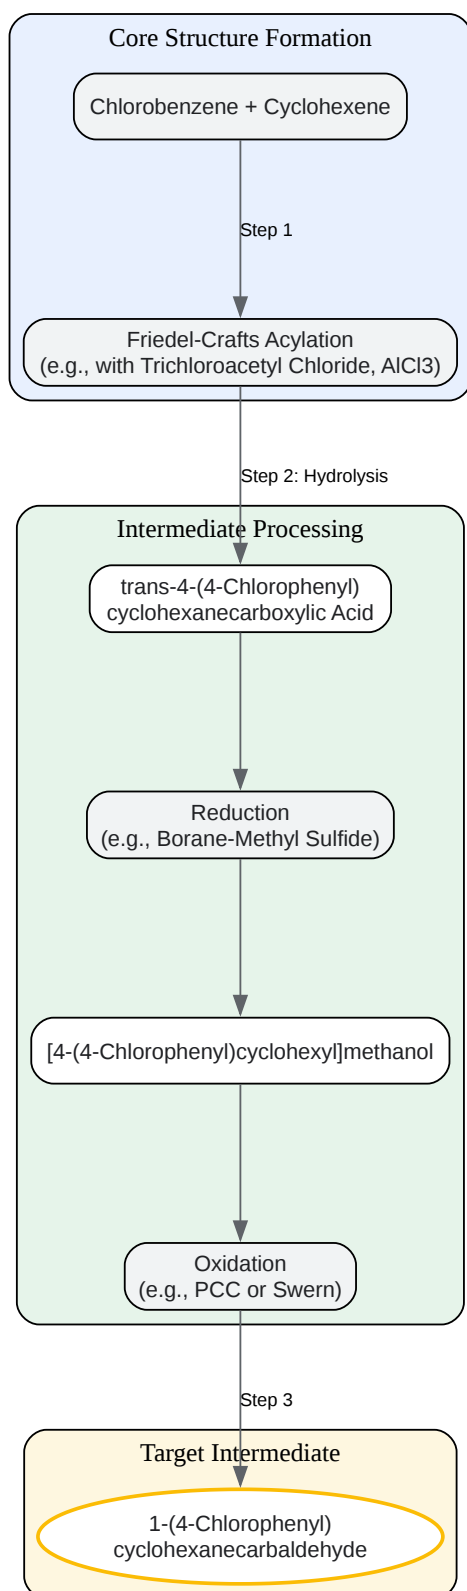 Core Structure Formation
Chlorobenzene + Cyclohexene
Step 1
Friedel-Crafts Acylation
(e.g., with Trichloroacetyl Chloride, AlCl3)
Step 2: Hydrolysis
Intermediate Processing
trans-4-(4-Chlorophenyl)
cyclohexanecarboxylic Acid
Reduction
(e.g., Borane-Methyl Sulfide)
[4-(4-Chlorophenyl)cyclohexyl]methanol
Oxidation
(e.g., PCC or Swern)
Step 3
Target Intermediate
1-(4-Chlorophenyl)
cyclohexanecarbaldehyde